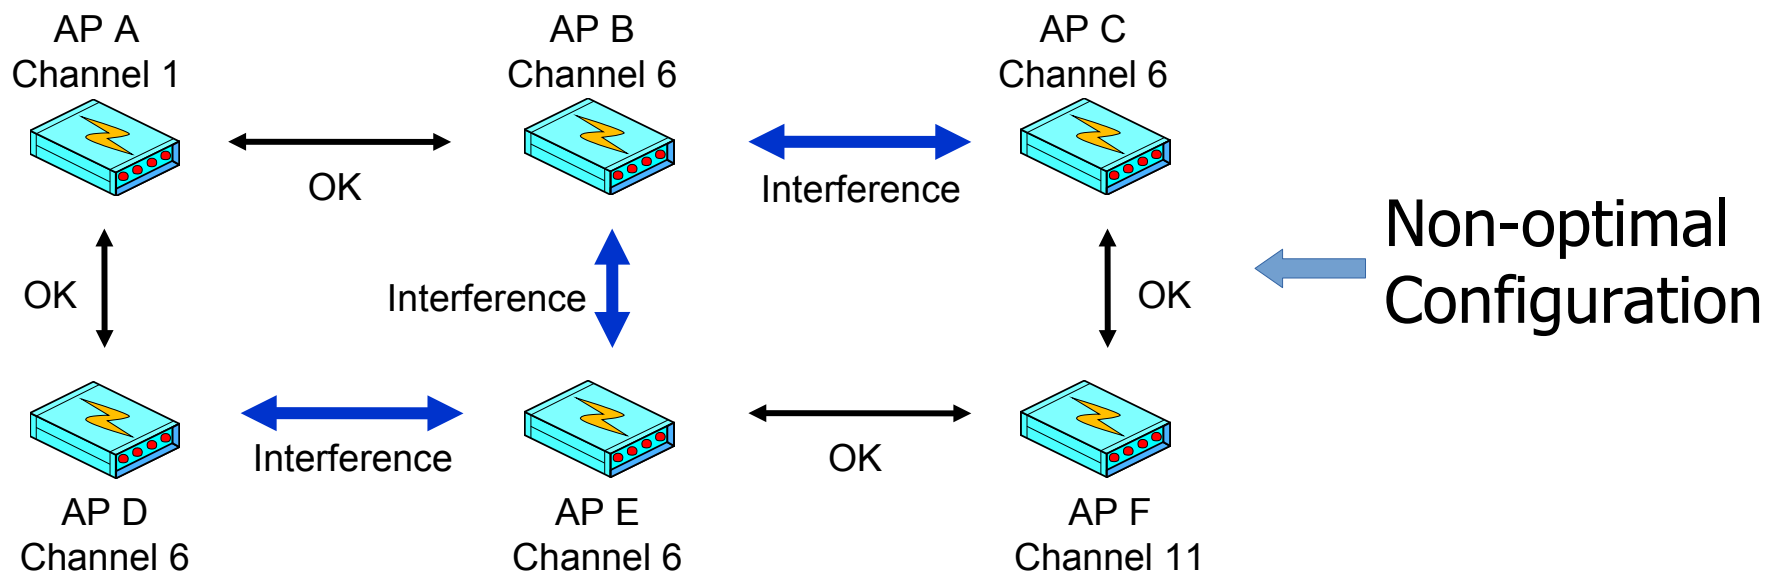 AP A
Channel 1
AP B
Channel 6
AP C
Channel 6
OK
Interference
OK
Interference
OK
Non-optimal
Configuration
Interference
OK
AP D
Channel 6
AP E
Channel 6
AP F
Channel 11